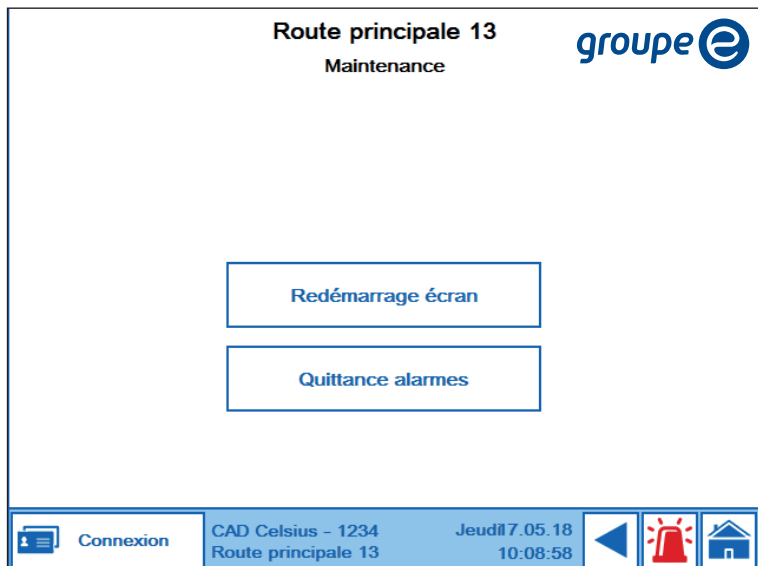 Route principale 13
groupe e
Maintenance
Redémarrage écran
Quittance alarmes
Connexion
CAD Celsius - 1234
Route principale 13
Jeudi17.05.18
10:08:58